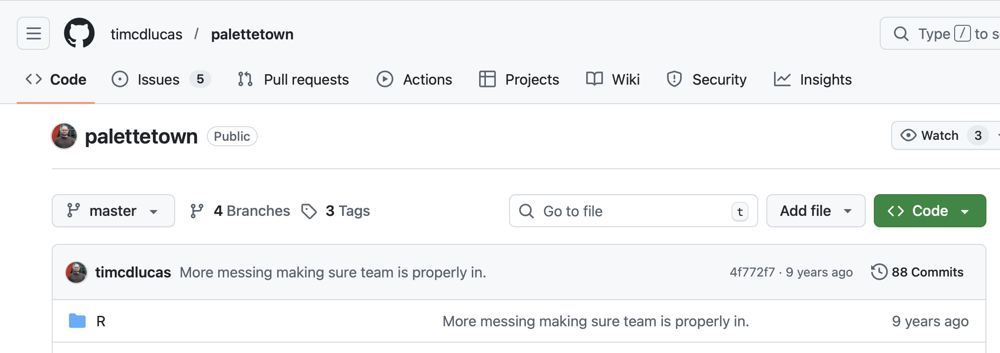 timcdlucas / palettetown
Type / to s
Code Issues 5 Pull requests Actions Projects Wiki Security Insights
palettetown Public
Watch 3
master 4 Branches 3 Tags
Go to file t
Add file
Code
timcdlucas More messing making sure team is properly in. 4f772f7 · 9 years ago 88 Commits
R More messing making sure team is properly in. 9 years ago